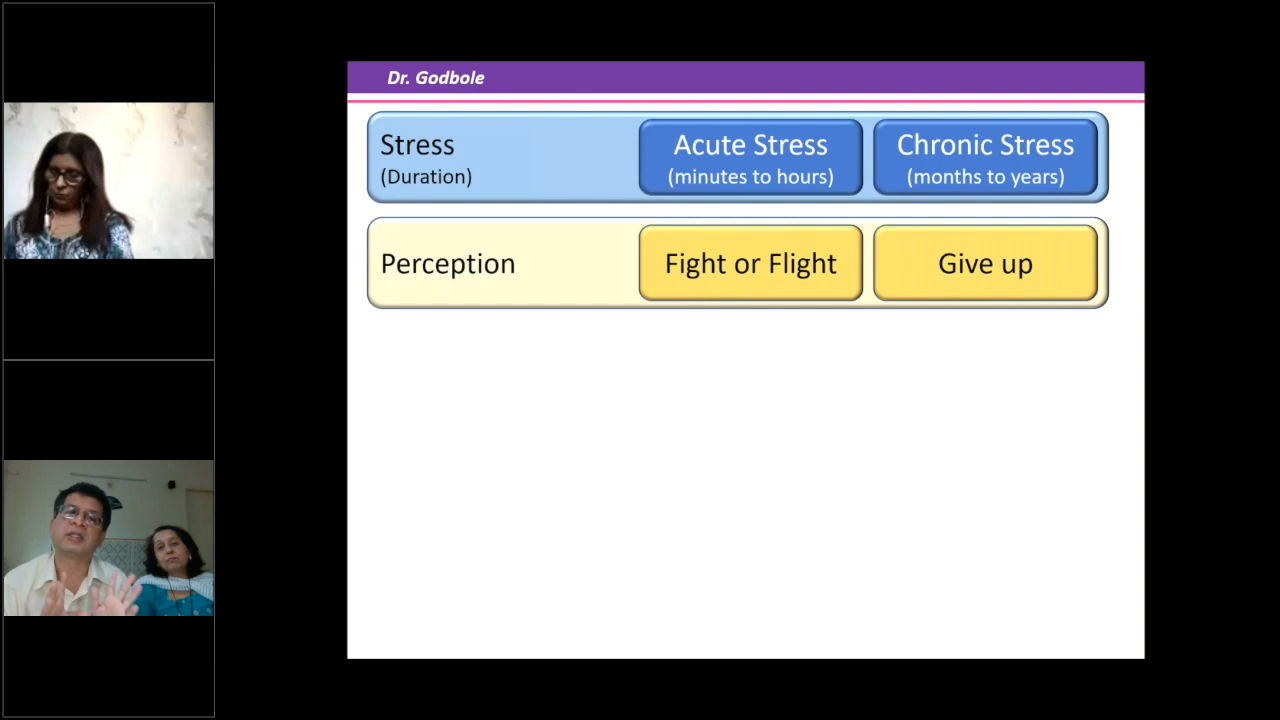 Dr. Godbole
Stress
(Duration)
Acute Stress
(minutes to hours)
Chronic Stress
(months to years)
Perception
Fight or Flight
Give up